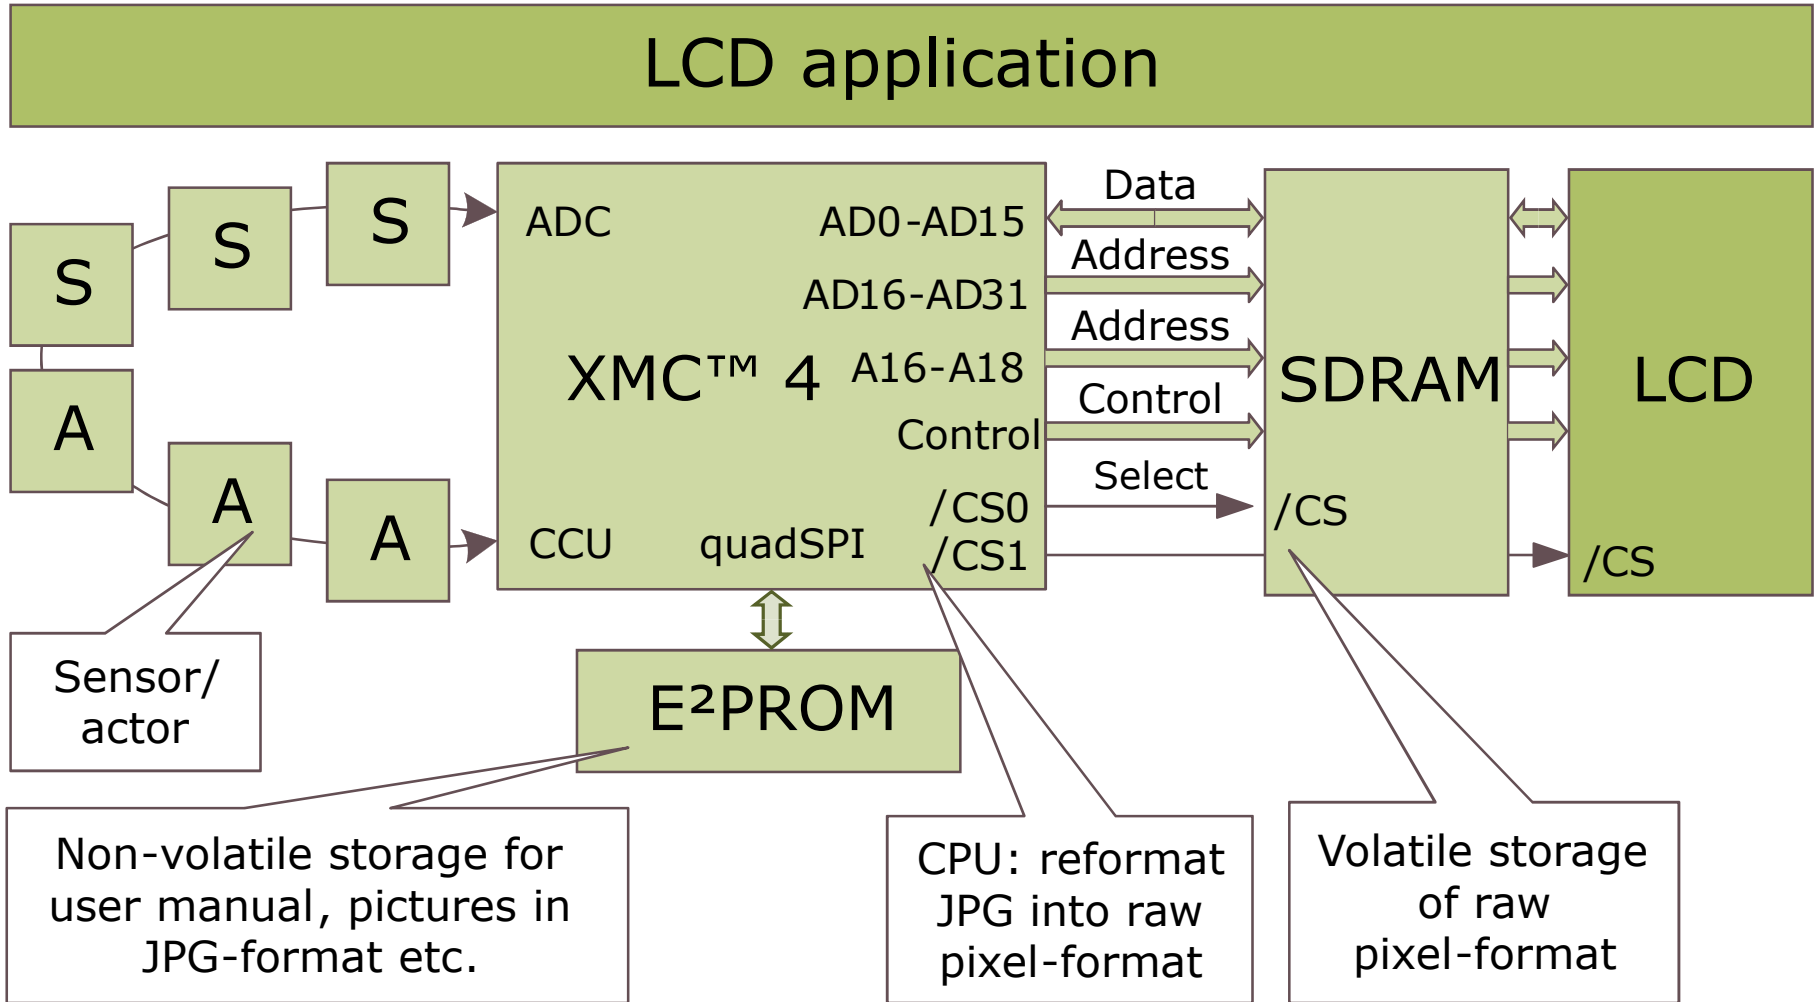 LCD application
S
S
S
A
A
A
ADC
AD0-AD15
AD16-AD31
XMC™ 4
A16-A18
Control
/CS0
CCU
quadSPI
/CS1
Data
Address
Address
Control
Select
SDRAM
/CS
LCD
/CS
E²PROM
Sensor/
actor
Non-volatile storage for
user manual, pictures in
JPG-format etc.
CPU: reformat
JPG into raw
pixel-format
Volatile storage
of raw
pixel-format